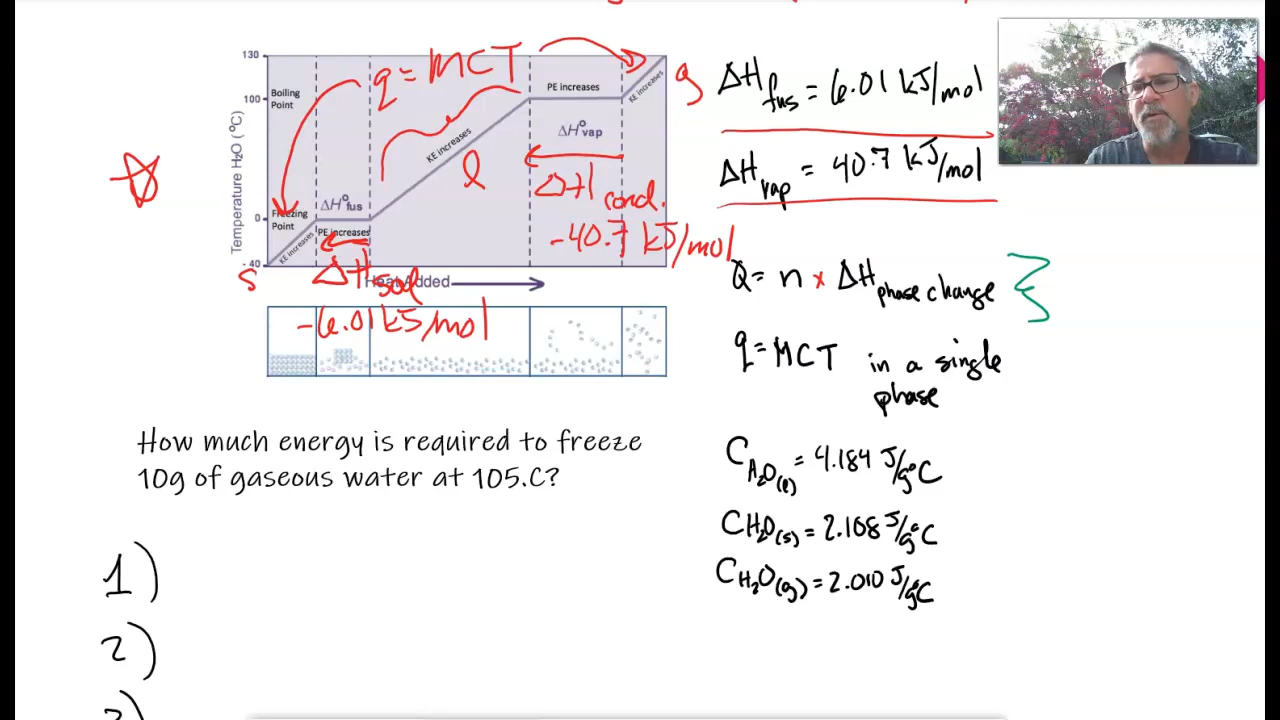 130
q = MCT
g
Boiling
Point
100
PE increases
KE increases
ΔH°vap
KE increases
l
ΔH cond.
-40.7 kJ/mol
Temperature H2O (°C)
ΔH°fus
Freezing
Point
0
PE increases
KE increases
-40
s
Heat Added
ΔH sol
-6.01 kJ/mol
ΔHfus = 6.01 kJ/mol
ΔHvap = 40.7 kJ/mol
Q = n x ΔH phase change
q = MCT in a single
phase
How much energy is required to freeze
10g of gaseous water at 105.C?
CH2O(l) = 4.184 J/g°C
CH2O(s) = 2.108 J/g°C
CH2O(g) = 2.010 J/g°C
1)
2)